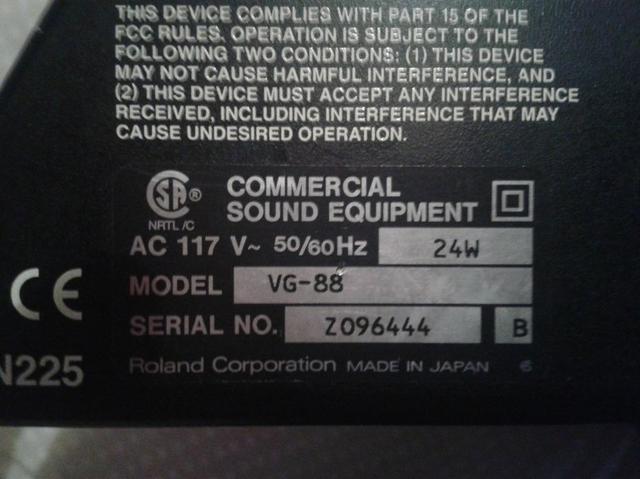 THIS DEVICE COMPLIES WITH PART 15 OF THE
FCC RULES. OPERATION IS SUBJECT TO THE
FOLLOWING TWO CONDITIONS: (1) THIS DEVICE
MAY NOT CAUSE HARMFUL INTERFERENCE, AND
(2) THIS DEVICE MUST ACCEPT ANY INTERFERENCE
RECEIVED, INCLUDING INTERFERENCE THAT MAY
CAUSE UNDESIRED OPERATION.
SA ® COMMERCIAL
SOUND EQUIPMENT
NRTL /C
AC 117 V~ 50/60Hz 24W
CE
MODEL VG-88
SERIAL NO. Z096444 B
N225
Roland Corporation MADE IN JAPAN 6